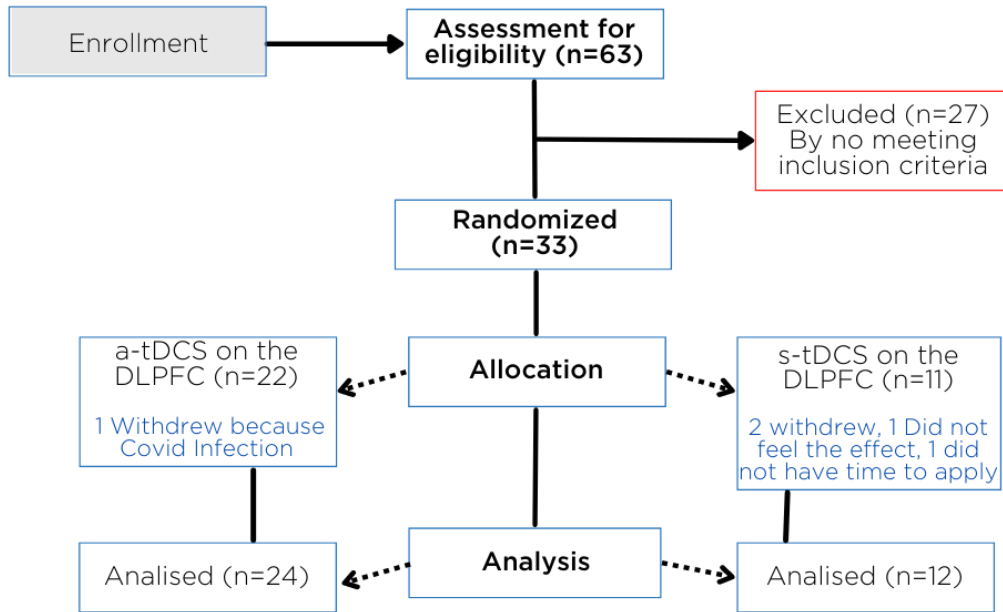 Enrollment
Assessment for
eligibility (n=63)
Excluded (n=27)
By no meeting
inclusion criteria
Randomized
(n=33)
a-tDCS on the
DLPFC (n=22)
1 Withdrew because
Covid Infection
Allocation
s-tDCS on the
DLPFC (n=11)
2 withdrew, 1 Did not
feel the effect, 1 did
not have time to apply
Analised (n=24)
Analysis
Analised (n=12)